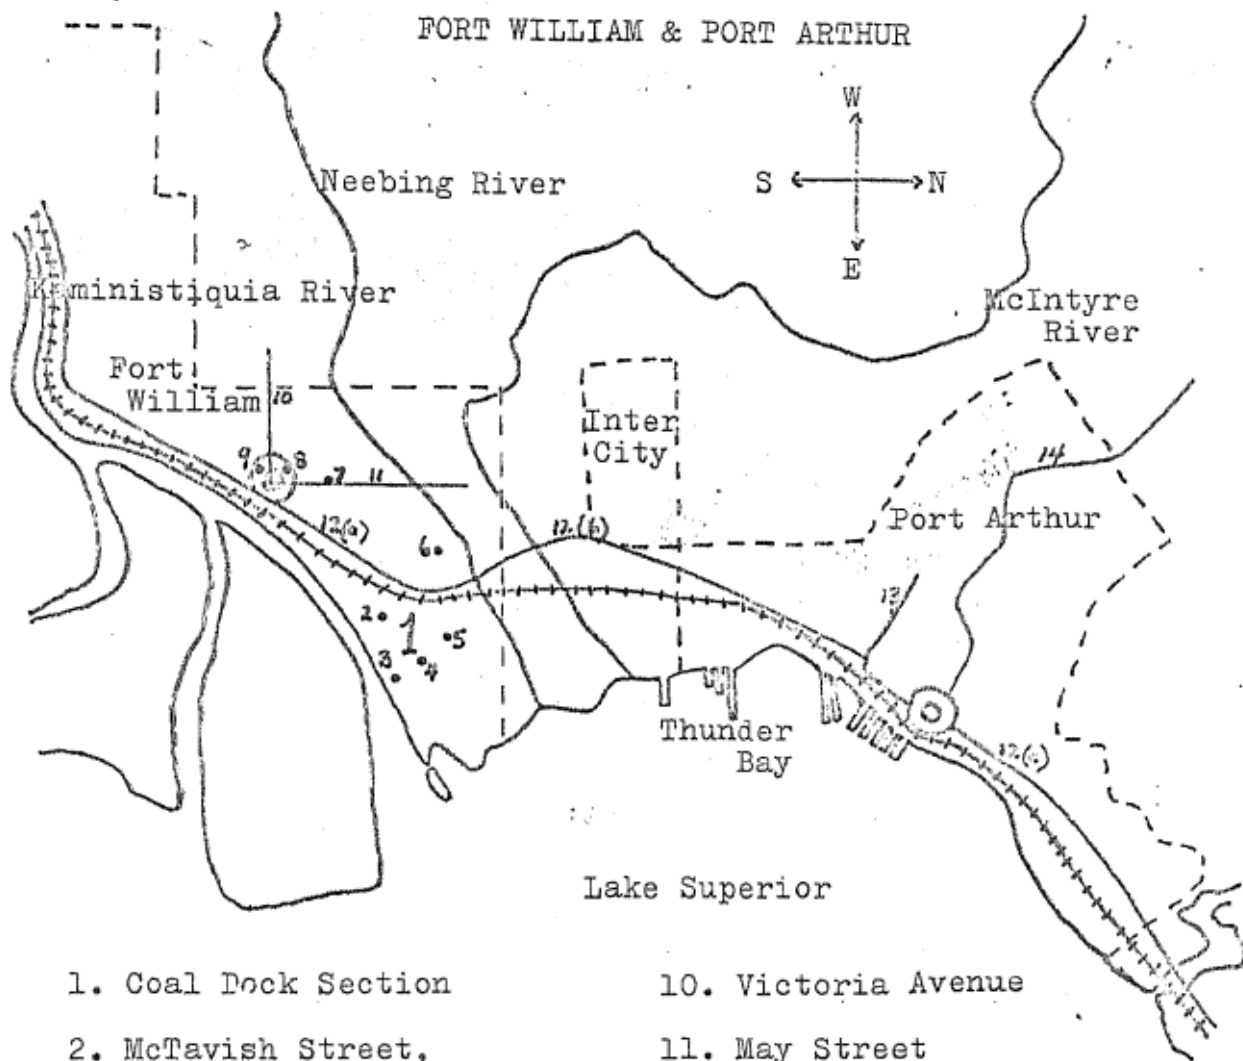 FORT WILLIAM & PORT ARTHUR
W
S
N
E
Neebing River
Kaministiquia River
McIntyre
River
Fort
William
10
Inter
City
9
8
7
11
14
Port Arthur
12(a)
12(b)
6
13
2
1
5
3
4
Thunder
Bay
12(c)
Lake Superior
1. Coal Dock Section
10. Victoria Avenue
2. McTavish Street,
11. May Street